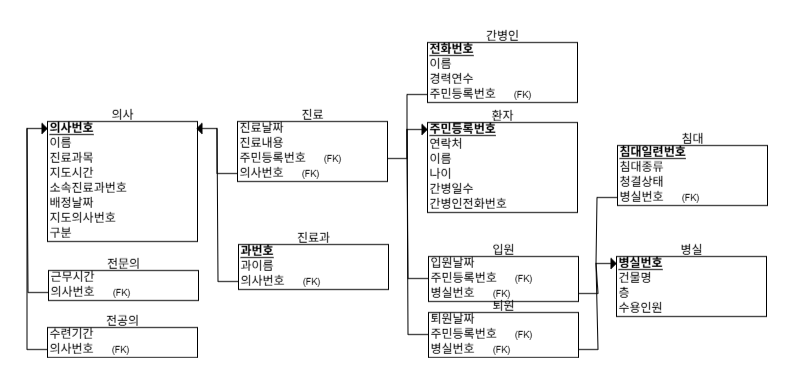 의사
의사번호
이름
진료과목
지도시간
소속진료과번호
배정날짜
지도의사번호
구분
전문의
근무시간
의사번호 (FK)
전공의
수련기간
의사번호 (FK)
진료
진료날짜
진료내용
주민등록번호 (FK)
의사번호 (FK)
진료과
과번호
과이름
의사번호 (FK)
간병인
전화번호
이름
경력연수
주민등록번호 (FK)
환자
주민등록번호
연락처
이름
나이
간병일수
간병인전화번호
입원
입원날짜
주민등록번호 (FK)
병실번호 (FK)
퇴원
퇴원날짜
주민등록번호 (FK)
병실번호 (FK)
침대
침대일련번호
침대종류
청결상태
병실번호 (FK)
병실
병실번호
건물명
층
수용인원